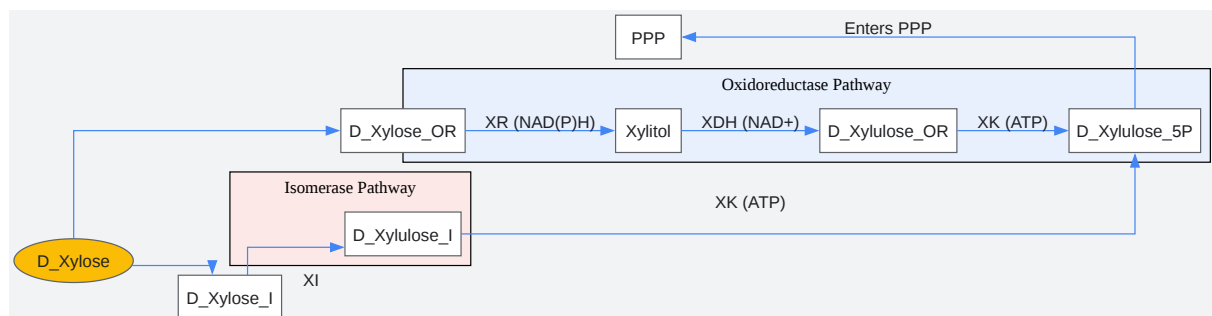 PPP
Enters PPP
Oxidoreductase Pathway
D_Xylose_OR
XR (NAD(P)H)
Xylitol
XDH (NAD+)
D_Xylulose_OR
XK (ATP)
D_Xylulose_5P
Isomerase Pathway
XK (ATP)
D_Xylulose_I
D_Xylose
XI
D_Xylose_I